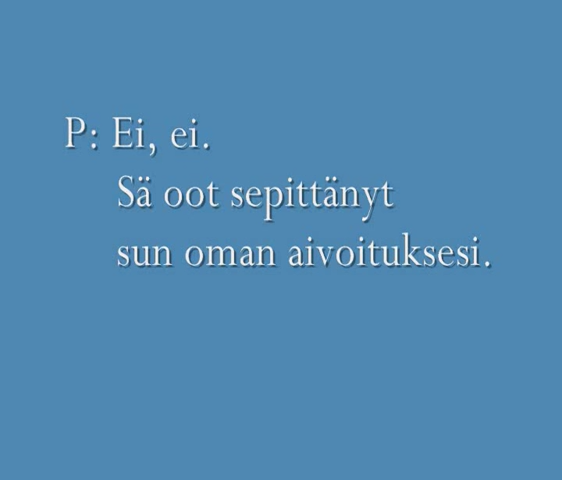 P: Ei, ei.
Sä oot sepittänyt
sun oman aivoituksesi.